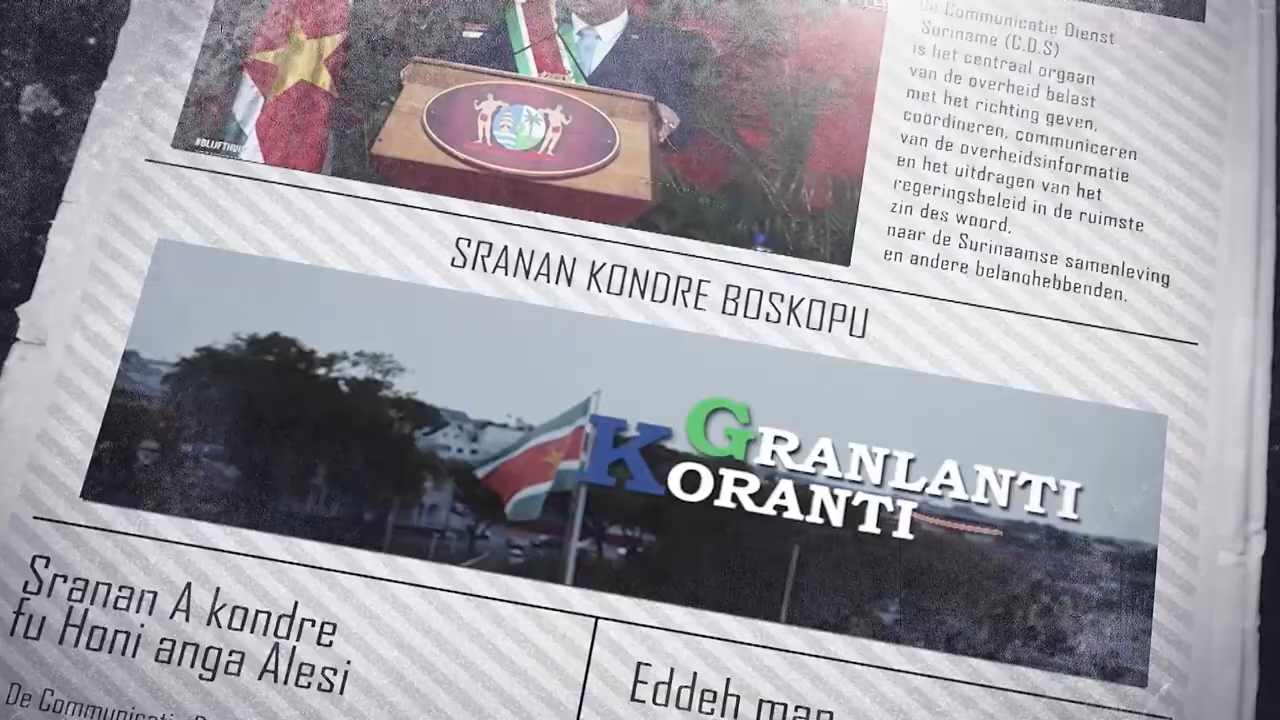 De Communicatie Dienst
Suriname (C.D.S)
is het centraal orgaan
van de overheid belast
met het richting geven,
coördineren, communiceren
van de overheidsinformatie
en het uitdragen van het
regeringsbeleid in de ruimste
zin des woord.
naar de Surinaamse samenleving
en andere belanghebbenden.
SRANAN KONDRE BOSKOPU
GRANLANTI
KORANTI
Sranan A kondre
fu Honi anga Alesi
De
Eddeh man